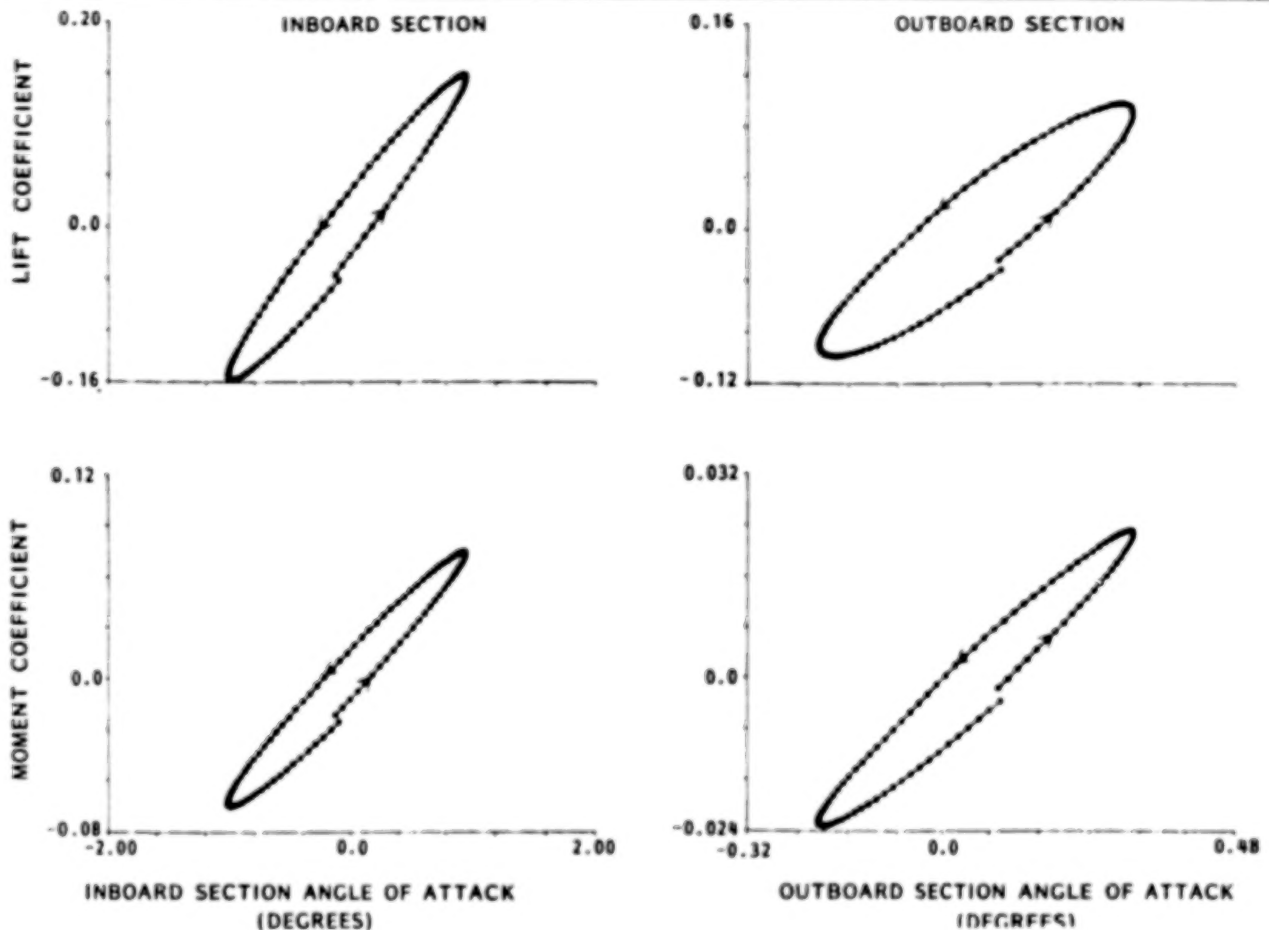 INBOARD SECTION
OUTBOARD SECTION
LIFT COEFFICIENT
0.20
0.0
-0.16
0.16
0.0
-0.12
MOMENT COEFFICIENT
0.12
0.0
-0.08
-2.00
0.0
2.00
INBOARD SECTION ANGLE OF ATTACK
(DEGREES)
0.032
0.0
-0.024
-0.32
0.0
0.48
OUTBOARD SECTION ANGLE OF ATTACK
(DEGREES)